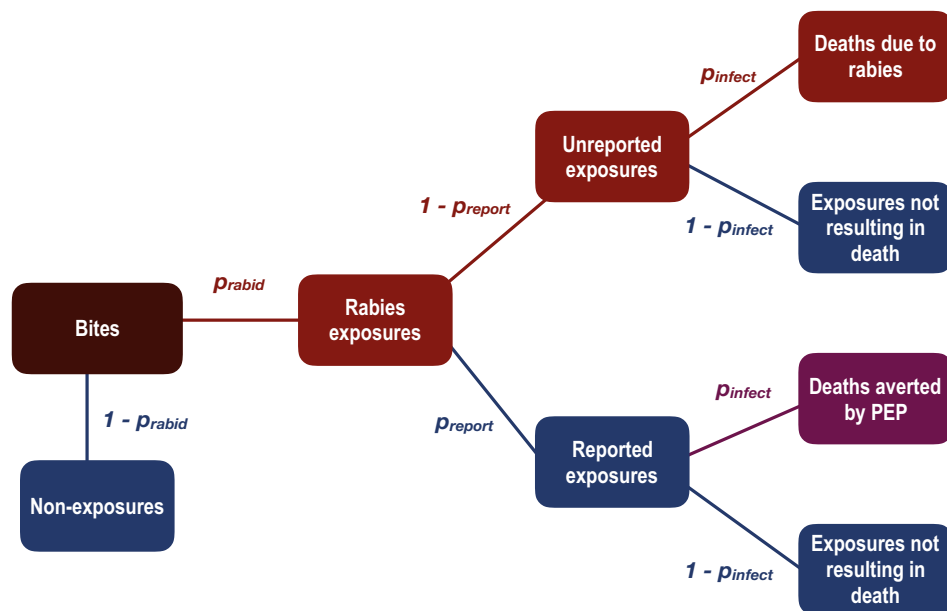 Deaths due to
rabies
pinfect
Unreported
exposures
1 - preport
Exposures not
resulting in
death
1 - pinfect
prabid
Rabies
exposures
Bites
1 - prabid
Non-exposures
preport
Deaths averted
by PEP
pinfect
Reported
exposures
Exposures not
resulting in
death
1 - pinfect